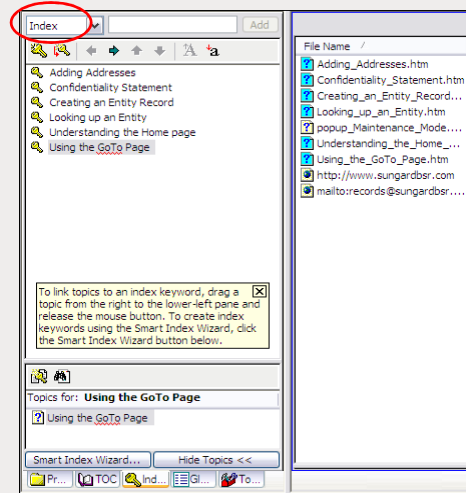 Index
Add
A
a
Adding Addresses
Confidentiality Statement
Creating an Entity Record
Looking up an Entity
Understanding the Home page
Using the GoTo Page
To link topics to an index keyword, drag a
topic from the right to the lower-left pane and
release the mouse button. To create index
keywords using the Smart Index Wizard, click
the Smart Index Wizard button below.
Topics for: Using the GoTo Page
Using the GoTo Page
Smart Index Wizard... Hide Topics <<
Pr... TOC Ind... Gl... To...
File Name
Adding_Addresses.htm
Confidentiality_Statement.htm
Creating_an_Entity_Record...
Looking_up_an_Entity.htm
popup_Maintenance_Mode....
Understanding_the_Home_...
Using_the_GoTo_Page.htm
http://www.sungardbsr.com
mailto:records@sungardbsr....